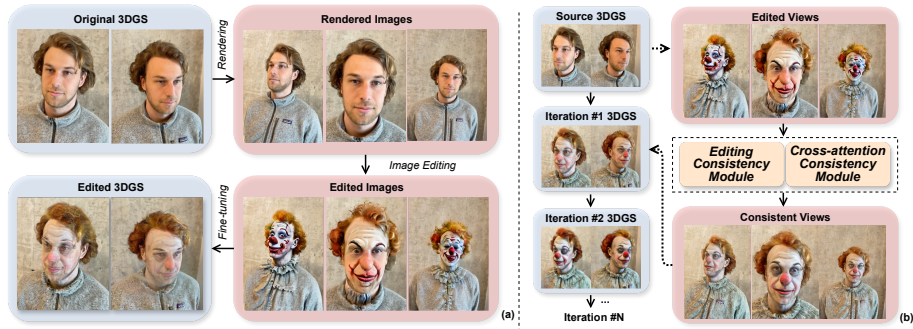 Original 3DGS
Rendering
Rendered Images
Image Editing
Edited 3DGS
Fine-tuning
Edited Images
(a)
Source 3DGS
Edited Views
Iteration #1 3DGS
Editing
Consistency
Module
Cross-attention
Consistency
Module
Iteration #2 3DGS
Consistent Views
...
Iteration #N
(b)